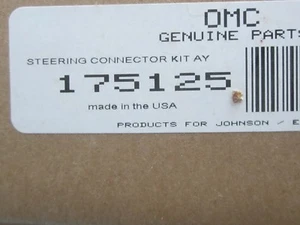 OMC
GENUINE PARTS
STEERING CONNECTOR KIT AY
175125
made in the USA
PRODUCTS FOR JOHNSON / E